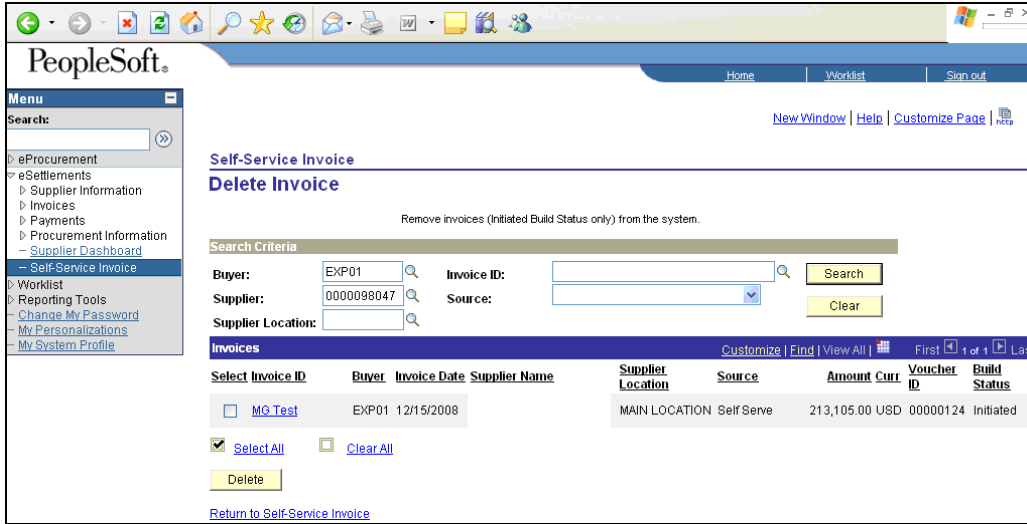 PeopleSoft®
Home | Worklist | Sign out
Menu
Search:
New Window | Help | Customize Page | http
eProcurement
eSettlements
Supplier Information
Invoices
Payments
Procurement Information
– Supplier Dashboard
– Self-Service Invoice
Worklist
Reporting Tools
– Change My Password
– My Personalizations
– My System Profile
Self-Service Invoice
Delete Invoice
Remove invoices (Initiated Build Status only) from the system.
Search Criteria
Buyer: EXP01 Invoice ID: Search
Supplier: 0000098047 Source: Clear
Supplier Location:
Invoices Customize | Find | View All | First 1 of 1 Las
Select Invoice ID Buyer Invoice Date Supplier Name Supplier Location Source Amount Curr Voucher ID Build Status
MG Test EXP01 12/15/2008 MAIN LOCATION Self Serve 213,105.00 USD 00000124 Initiated
Select All Clear All
Delete
Return to Self-Service Invoice